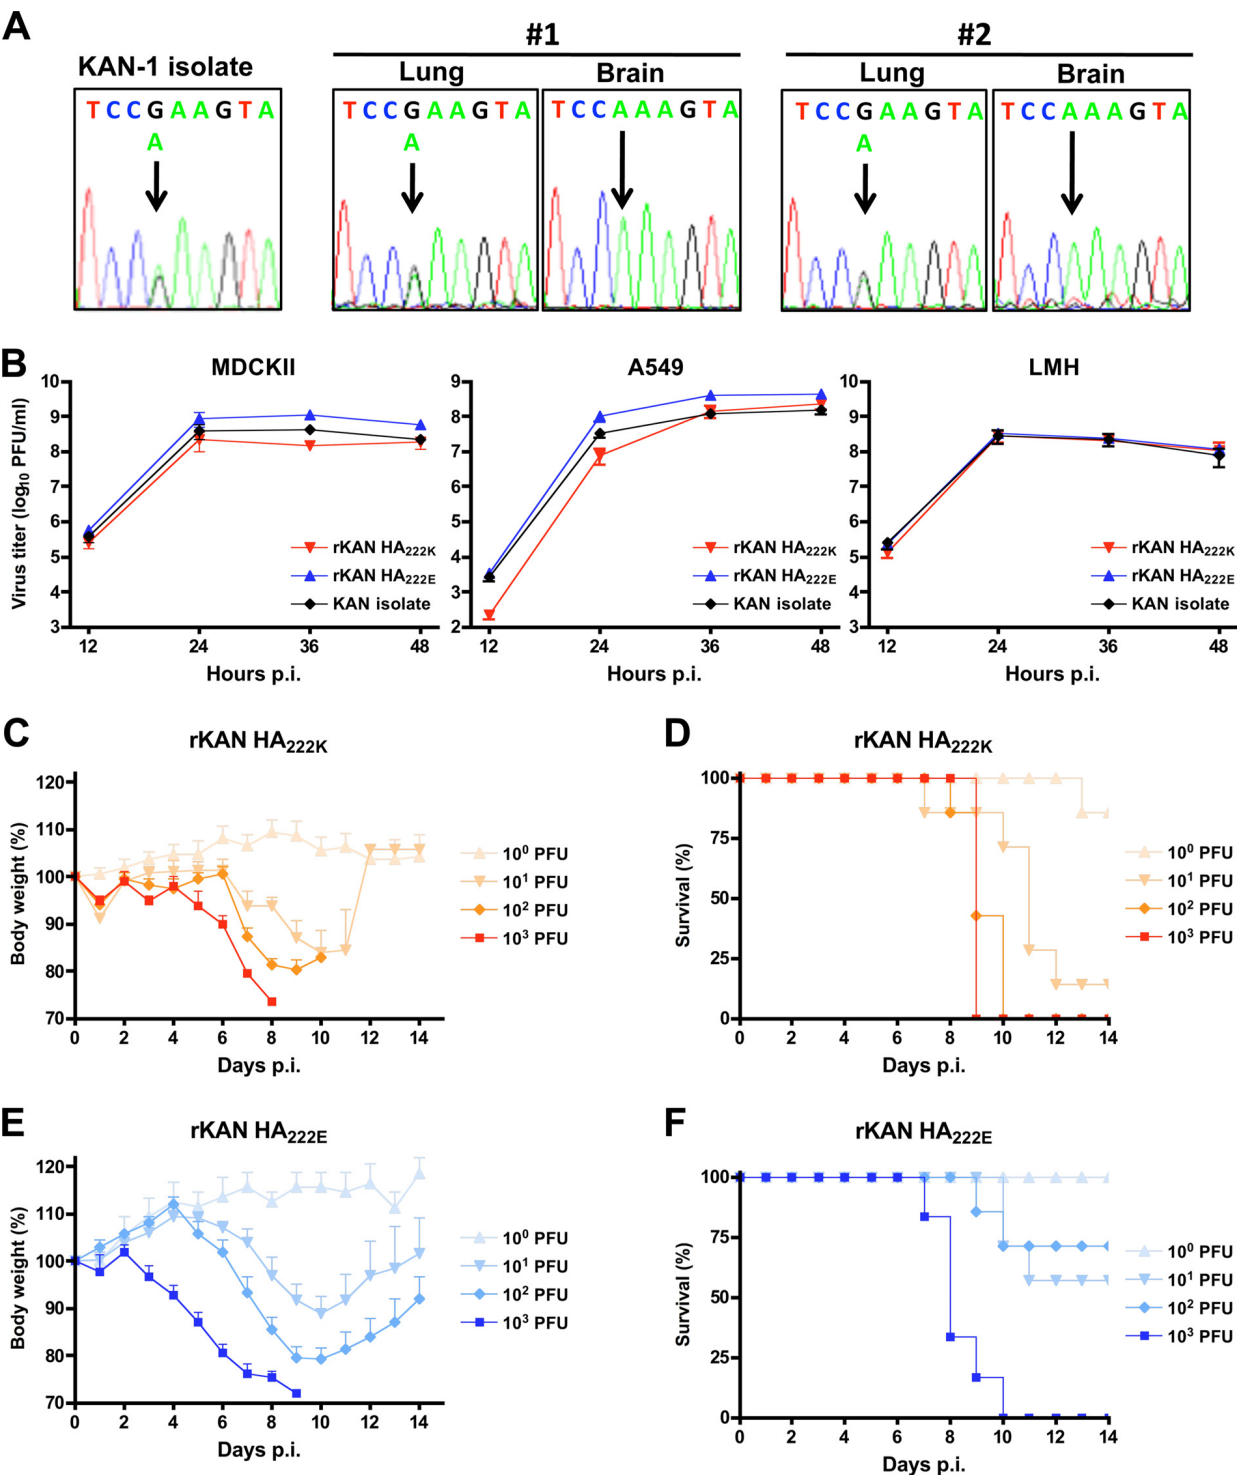 A
#1
#2
KAN-1 isolate
Lung
Brain
Lung
Brain
TCCGAAGTA
A
TCCGAAGTA
A
TCCAAAGTA
TCCGAAGTA
A
TCCAAAGTA
B
MDCKII
Virus titer (log10 PFU/ml)
10
9
8
7
6
5
4
3
12 24 36 48
Hours p.i.
rKAN HA222K
rKAN HA222E
KAN isolate
A549
9
8
7
6
5
4
3
2
12 24 36 48
Hours p.i.
rKAN HA222K
rKAN HA222E
KAN isolate
LMH
10
9
8
7
6
5
4
3
12 24 36 48
Hours p.i.
rKAN HA222K
rKAN HA222E
KAN isolate
C
rKAN HA222K
Body weight (%)
120
110
100
90
80
70
0 2 4 6 8 10 12 14
Days p.i.
10⁰ PFU
10¹ PFU
10² PFU
10³ PFU
D
rKAN HA222K
Survival (%)
100
75
50
25
0
0 2 4 6 8 10 12 14
Days p.i.
10⁰ PFU
10¹ PFU
10² PFU
10³ PFU
E
rKAN HA222E
Body weight (%)
120
110
100
90
80
70
0 2 4 6 8 10 12 14
Days p.i.
10⁰ PFU
10¹ PFU
10² PFU
10³ PFU
F
rKAN HA222E
Survival (%)
100
75
50
25
0
0 2 4 6 8 10 12 14
Days p.i.
10⁰ PFU
10¹ PFU
10² PFU
10³ PFU